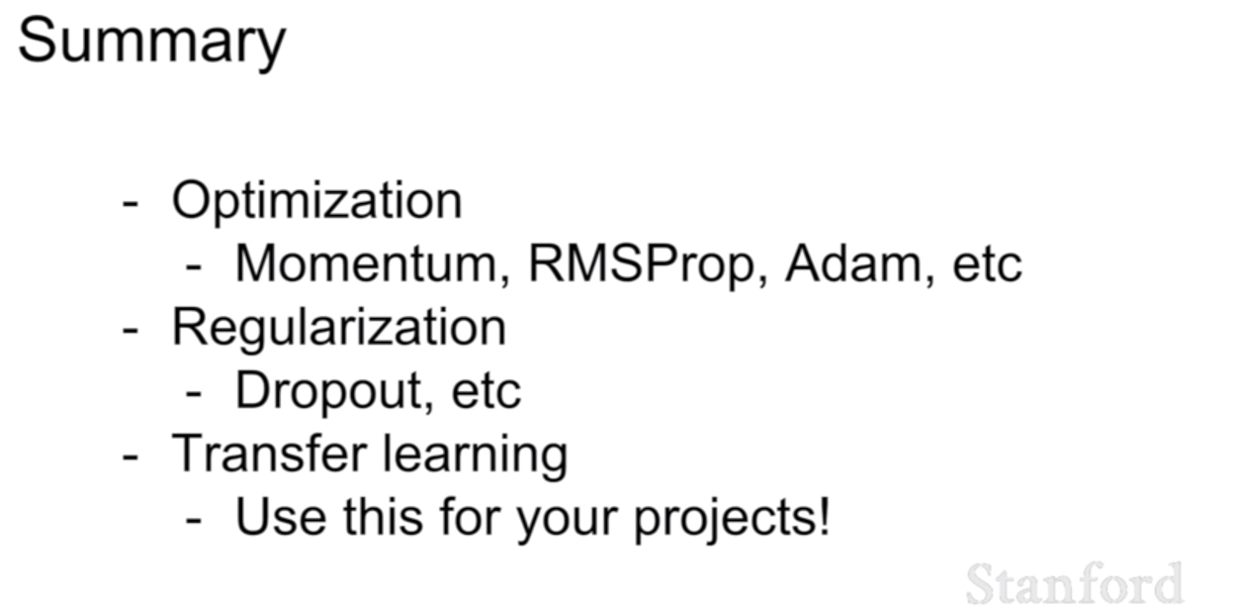 Summary
- Optimization
- Momentum, RMSProp, Adam, etc
- Regularization
- Dropout, etc
- Transfer learning
- Use this for your projects!
Stanford